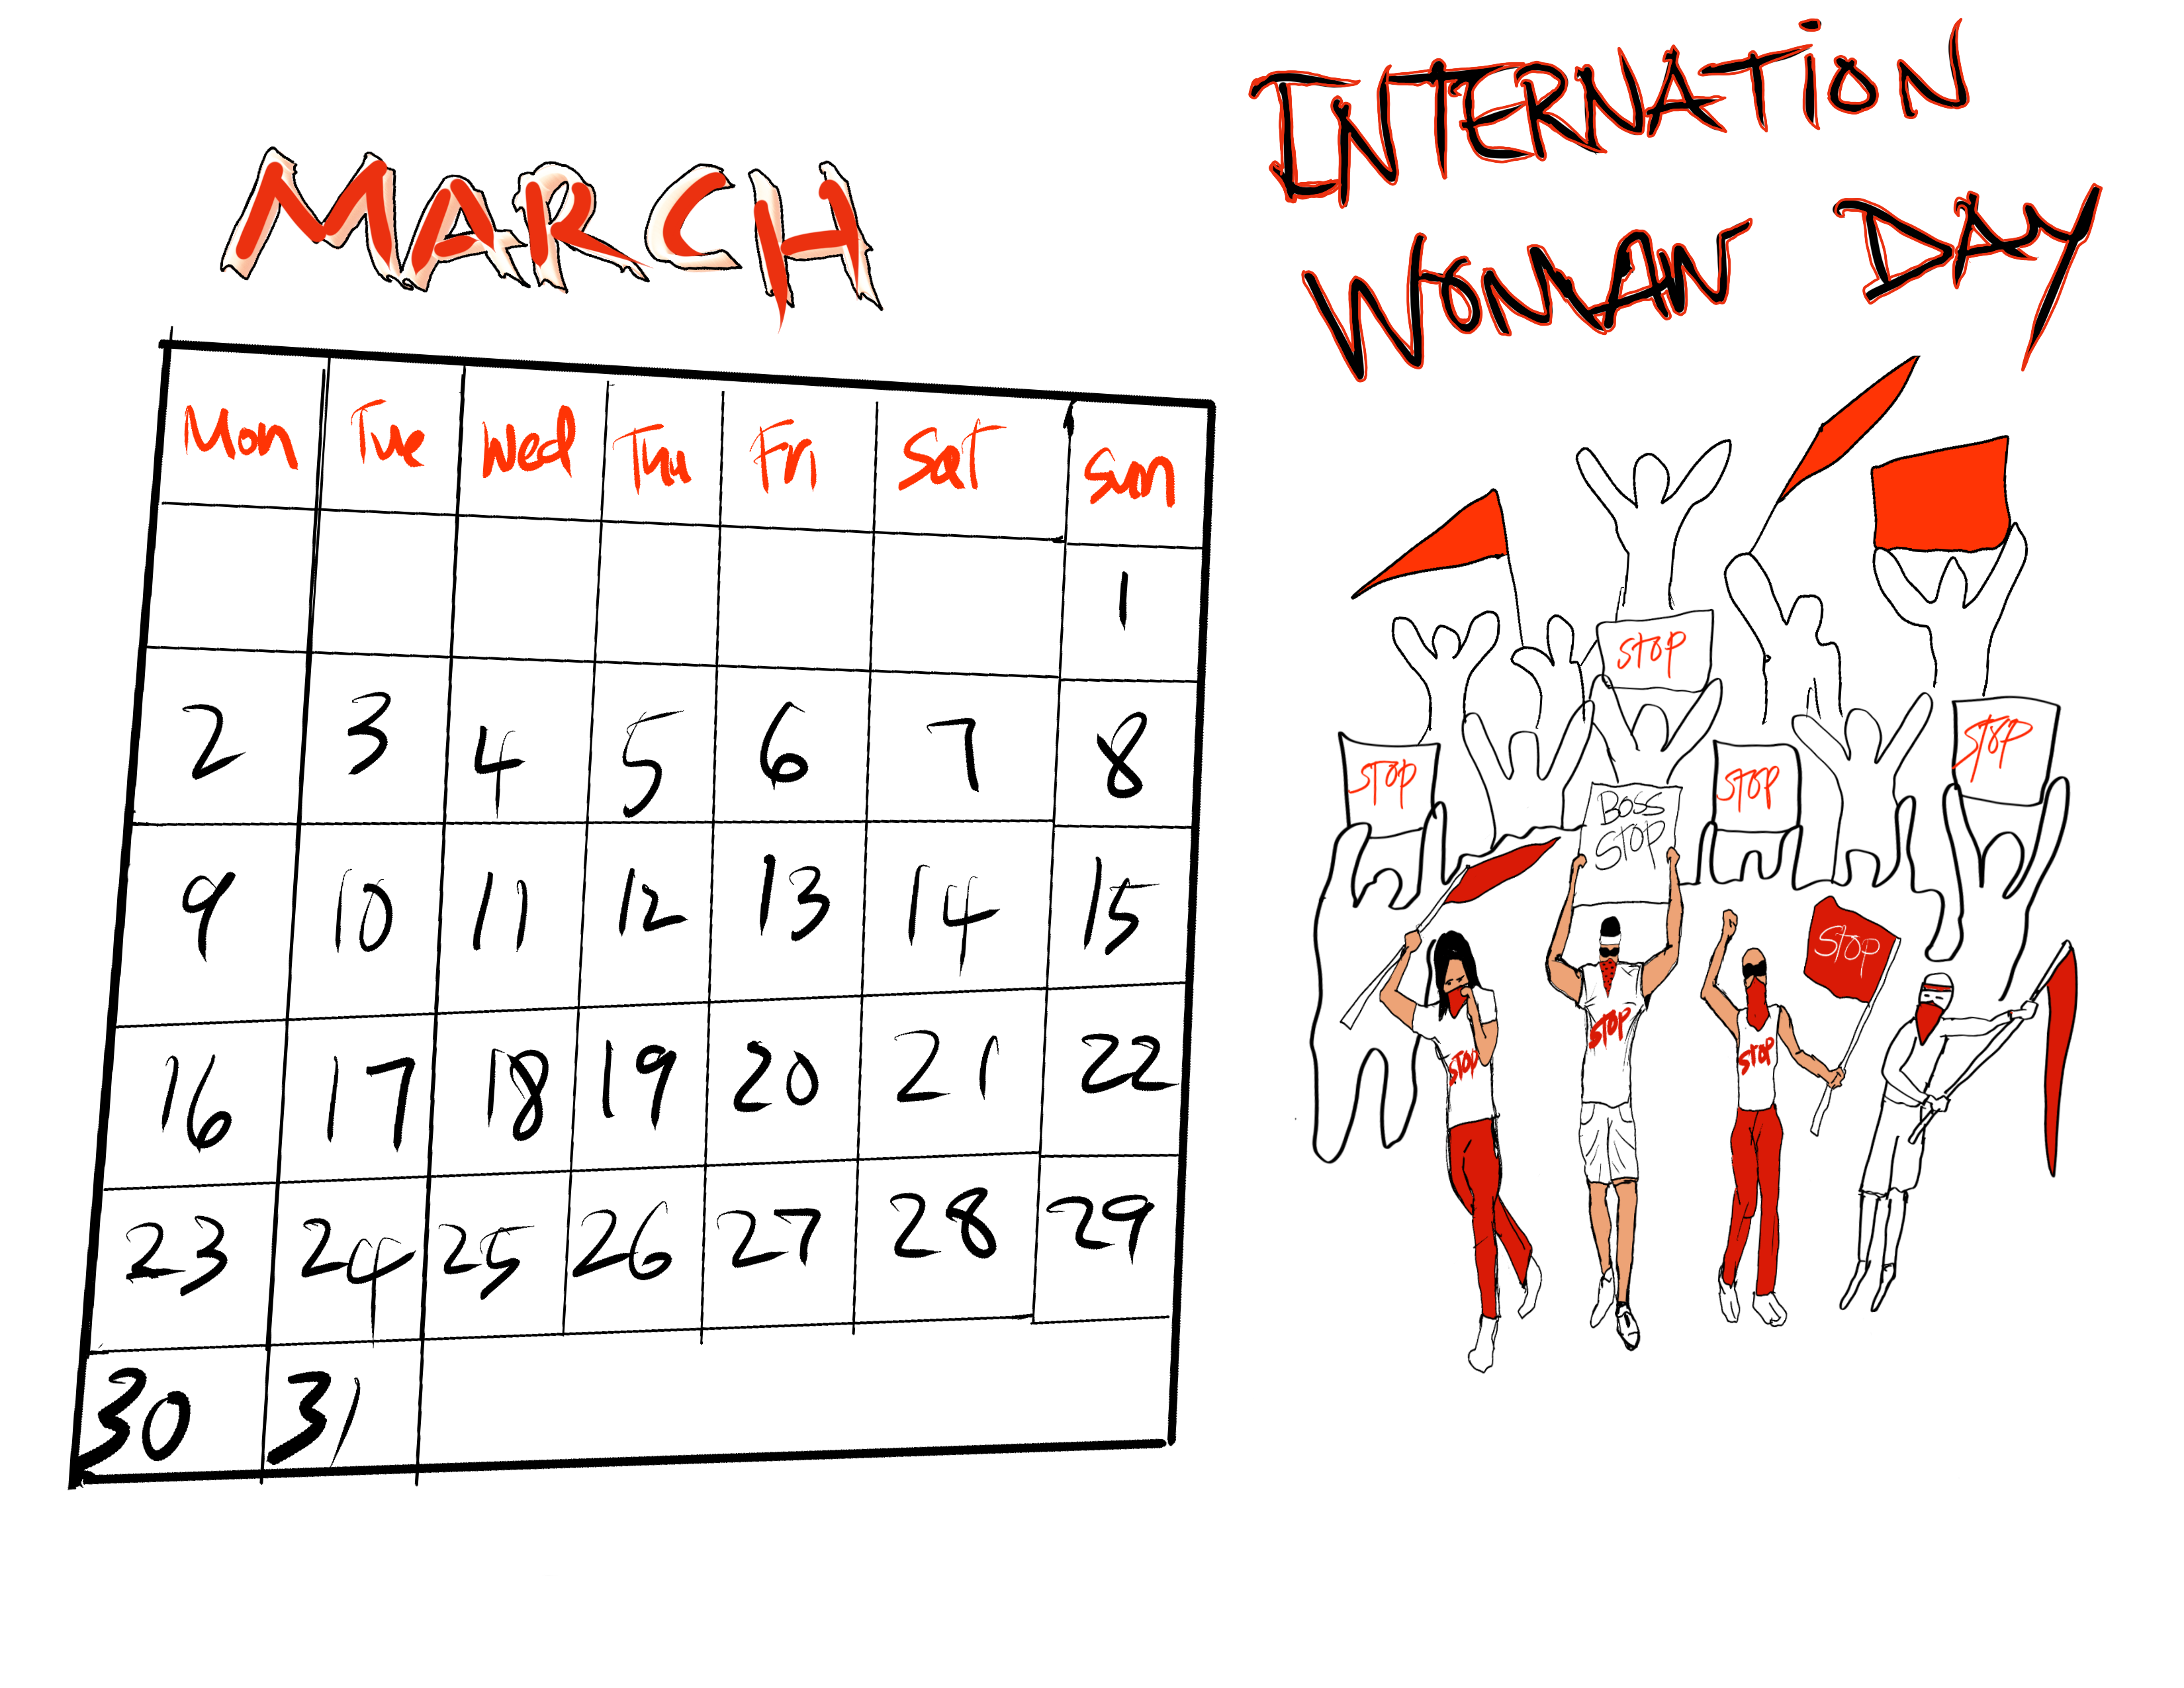 MARCH
Mon Tue Wed Thu Fri Sat Sun
1
2 3 4 5 6 7 8
9 10 11 12 13 14 15
16 17 18 19 20 21 22
23 24 25 26 27 28 29
30 31
INTERNATION
WOMAN DAY
STOP
STOP
STOP
STOP
BOSS
STOP
STOP
STOP
STOP
STOP